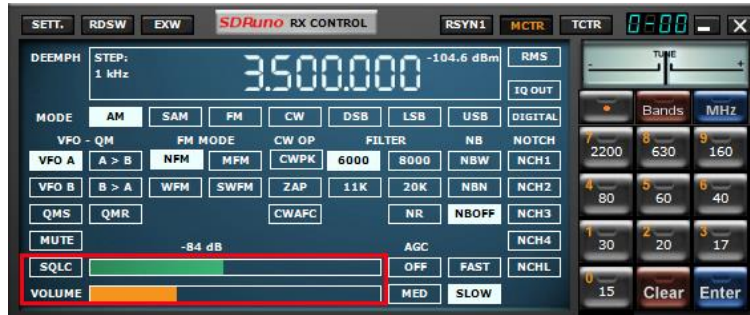 SETT. RDSW EXW SDRuno RX CONTROL RSYN1 MCTR TCTR 0-00
DEEMPH STEP: 3.500.000 -104.6 dBm RMS TUNE
1 kHz IQ OUT - +
MODE AM SAM FM CW DSB LSB USB DIGITAL Bands MHz
VFO - QM FM MODE CW OP FILTER NB NOTCH
VFO A A > B NFM MFM CWPK 6000 8000 NBW NCH1 7 2200 8 630 9 160
VFO B B > A WFM SWFM ZAP 11K 20K NBN NCH2 4 80 5 60 6 40
QMS QMR CWAFC NR NBOFF NCH3
MUTE -84 dB AGC NCH4 1 30 2 20 3 17
SQLC OFF FAST NCHL
VOLUME MED SLOW 0 15 Clear Enter